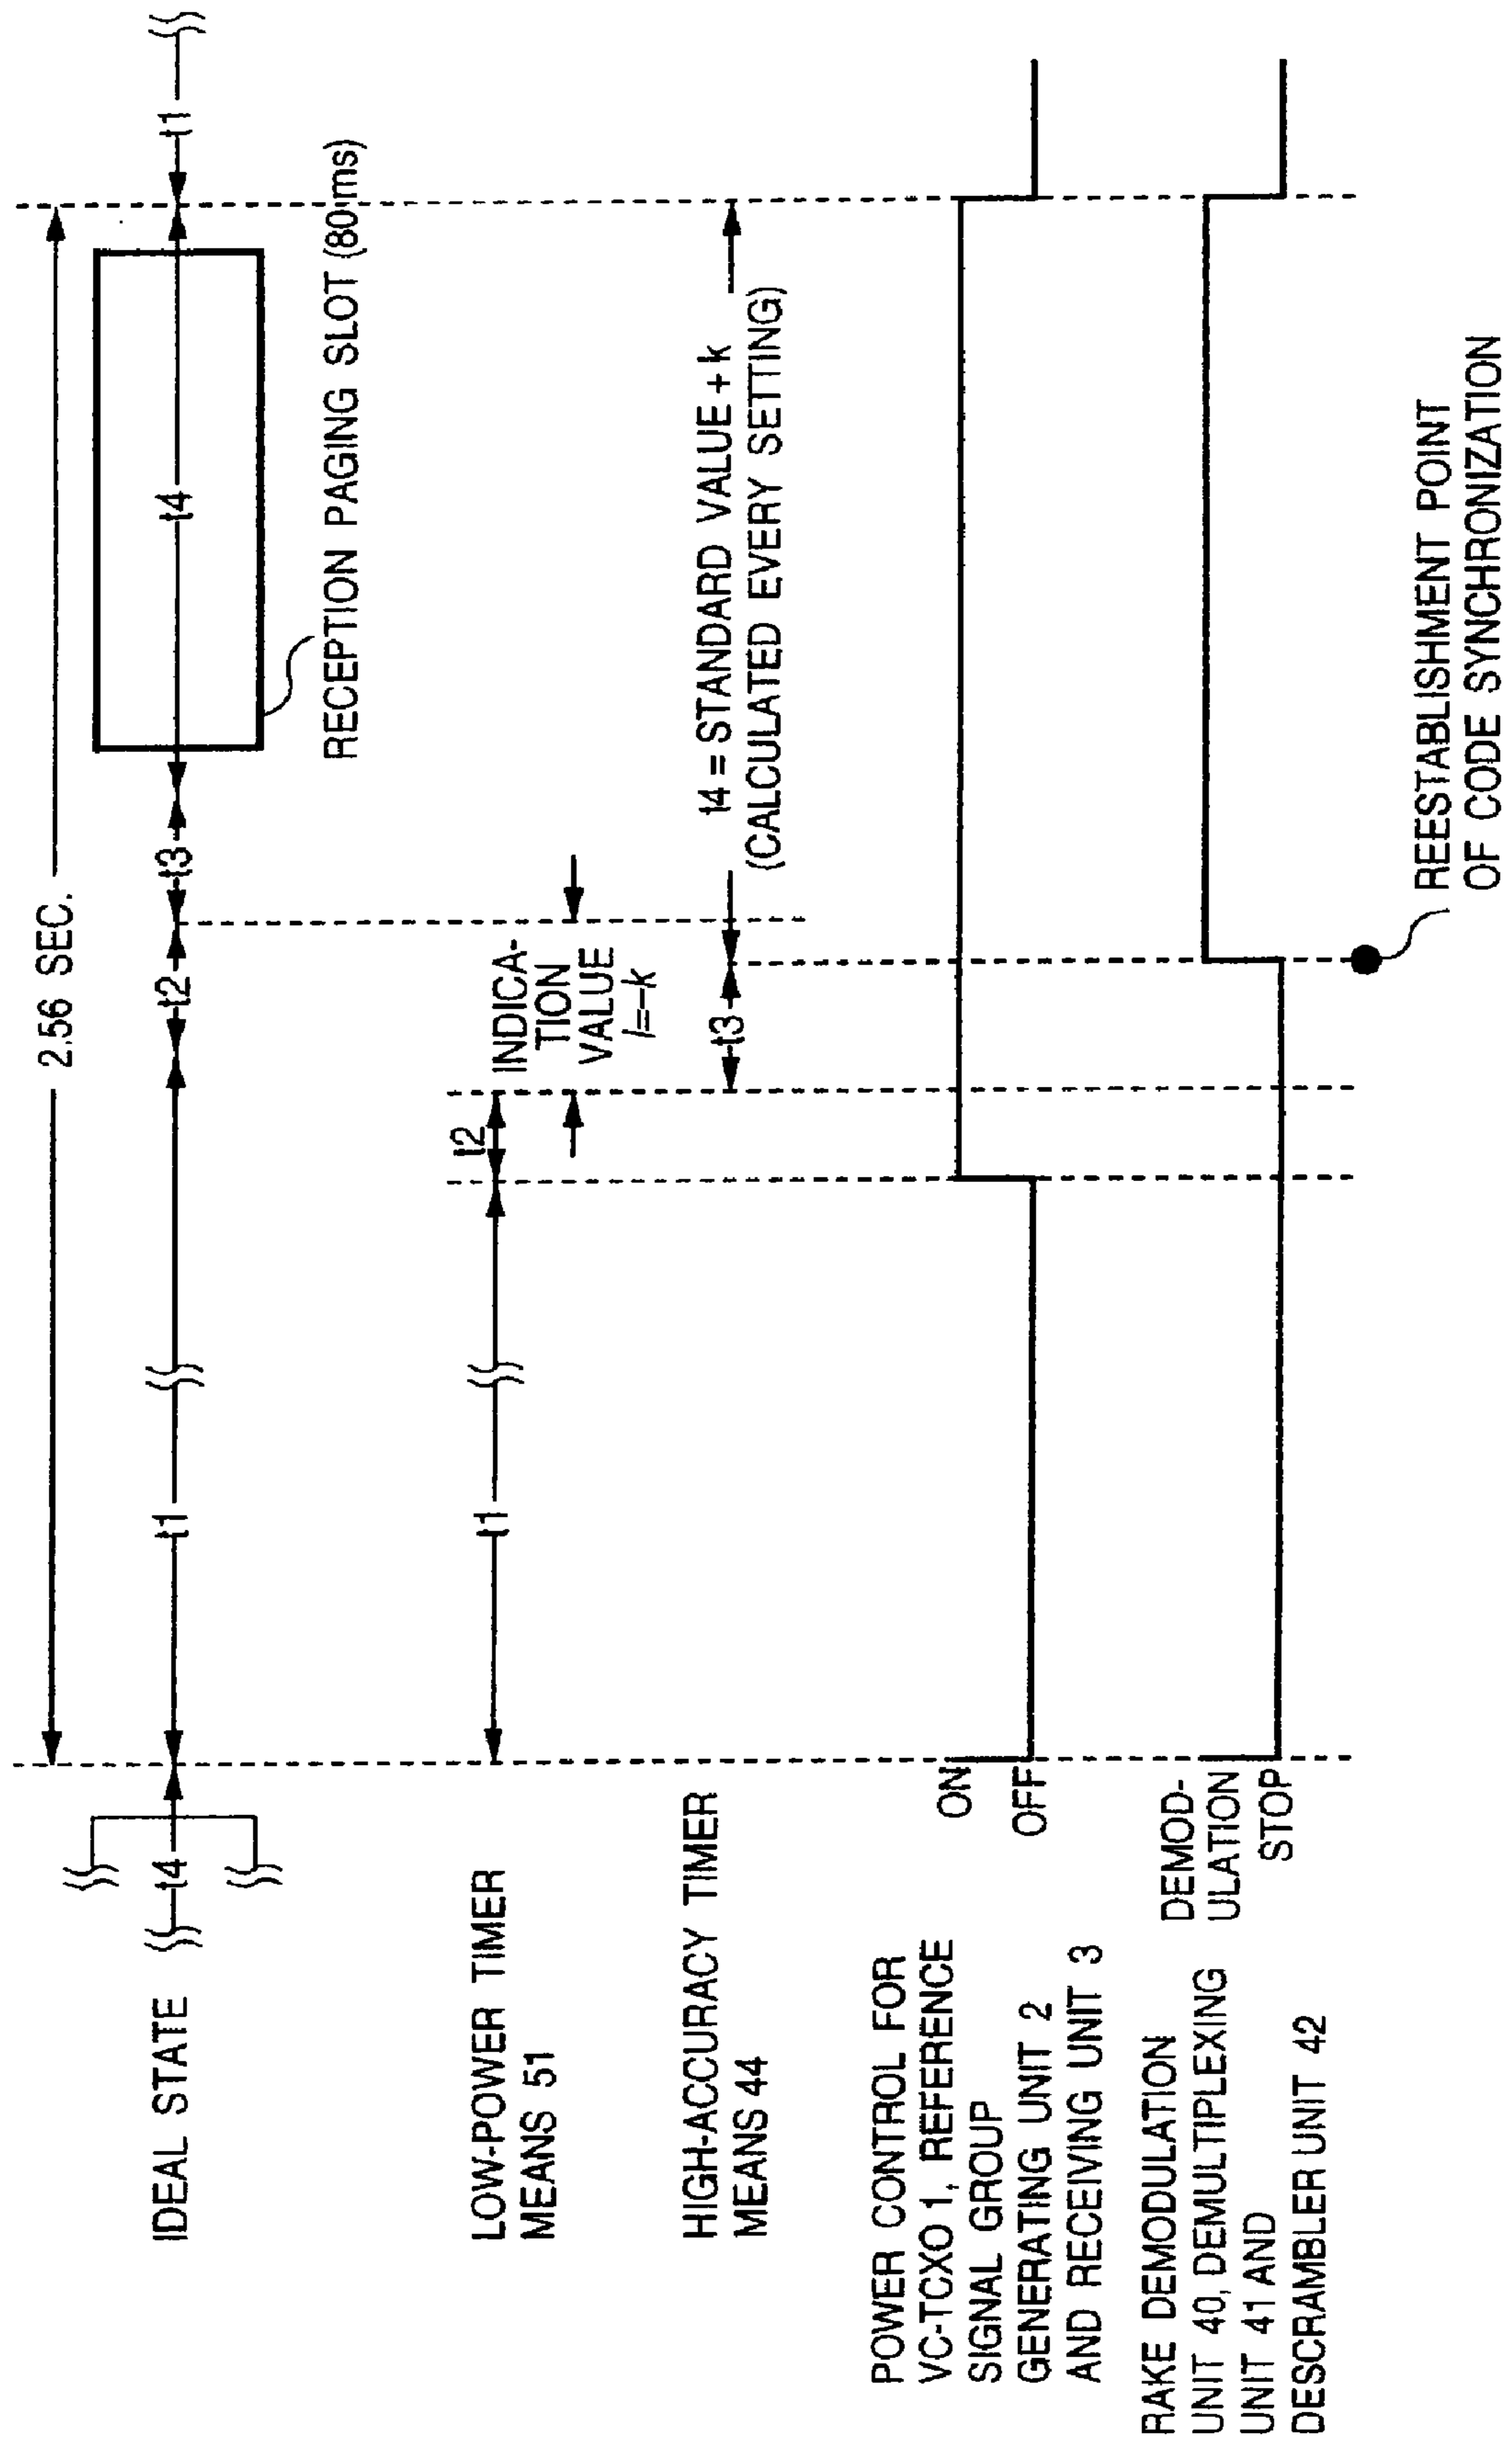 2.56 SEC.
IDEAL STATE
t4
t1
t2
t3
t4
t1
RECEPTION PAGING SLOT (80 ms)
LOW-POWER TIMER
MEANS 51
t1
t2
INDICA-
TION
VALUE
l=-k
HIGH-ACCURACY TIMER
MEANS 44
t3
t4 = STANDARD VALUE + k
(CALCULATED EVERY SETTING)
POWER CONTROL FOR
VC-TCXO 1, REFERENCE
SIGNAL GROUP
GENERATING UNIT 2
AND RECEIVING UNIT 3
ON
OFF
RAKE DEMODULATION
UNIT 40, DEMULTIPLEXING
UNIT 41 AND
DESCRAMBLER UNIT 42
DEMOD-
ULATION
STOP
REESTABLISHMENT POINT
OF CODE SYNCHRONIZATION